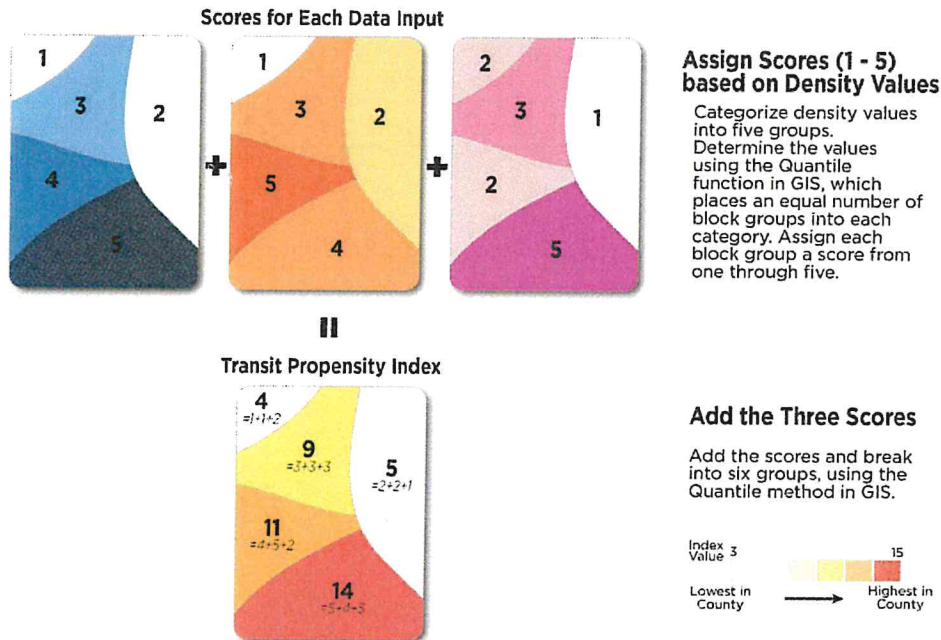 Scores for Each Data Input
1
3
2
4
5
+
1
3
2
5
4
+
2
3
1
2
5
Assign Scores (1 - 5)
based on Density Values
Categorize density values
into five groups.
Determine the values
using the Quantile
function in GIS, which
places an equal number of
block groups into each
category. Assign each
block group a score from
one through five.
=
Transit Propensity Index
4
=1+1+2
9
=3+3+3
5
=2+2+1
11
=4+5+2
14
=5+4+5
Add the Three Scores
Add the scores and break
into six groups, using the
Quantile method in GIS.
Index
Value 3
15
Lowest in
County
Highest in
County